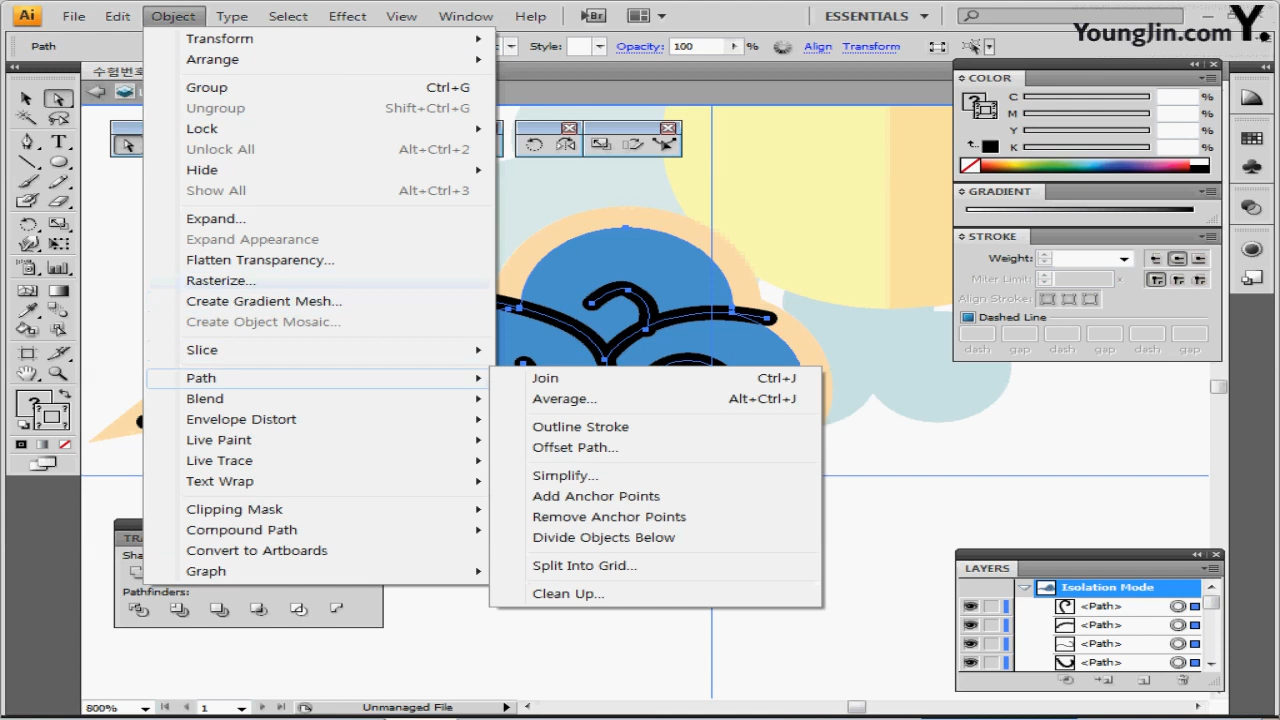 Ai File Edit Object Type Select Effect View Window Help Br ESSENTIALS
YoungJin.com Y.
Path Style: Opacity: 100 % Align Transform
수험번호
Transform
Arrange
Group Ctrl+G
Ungroup Shift+Ctrl+G
Lock
Unlock All Alt+Ctrl+2
Hide
Show All Alt+Ctrl+3
Expand...
Expand Appearance
Flatten Transparency...
Rasterize...
Create Gradient Mesh...
Create Object Mosaic...
Slice
Path
Blend
Envelope Distort
Live Paint
Live Trace
Text Wrap
Clipping Mask
Compound Path
Convert to Artboards
Graph
Join Ctrl+J
Average... Alt+Ctrl+J
Outline Stroke
Offset Path...
Simplify...
Add Anchor Points
Remove Anchor Points
Divide Objects Below
Split Into Grid...
Clean Up...
COLOR
C %
M %
Y %
K %
GRADIENT
STROKE
Weight:
Miter Limit: x
Align Stroke:
Dashed Line
dash gap dash gap dash gap
Pathfinders:
LAYERS
Isolation Mode
<Path>
<Path>
<Path>
<Path>
800% 1 Unmanaged File